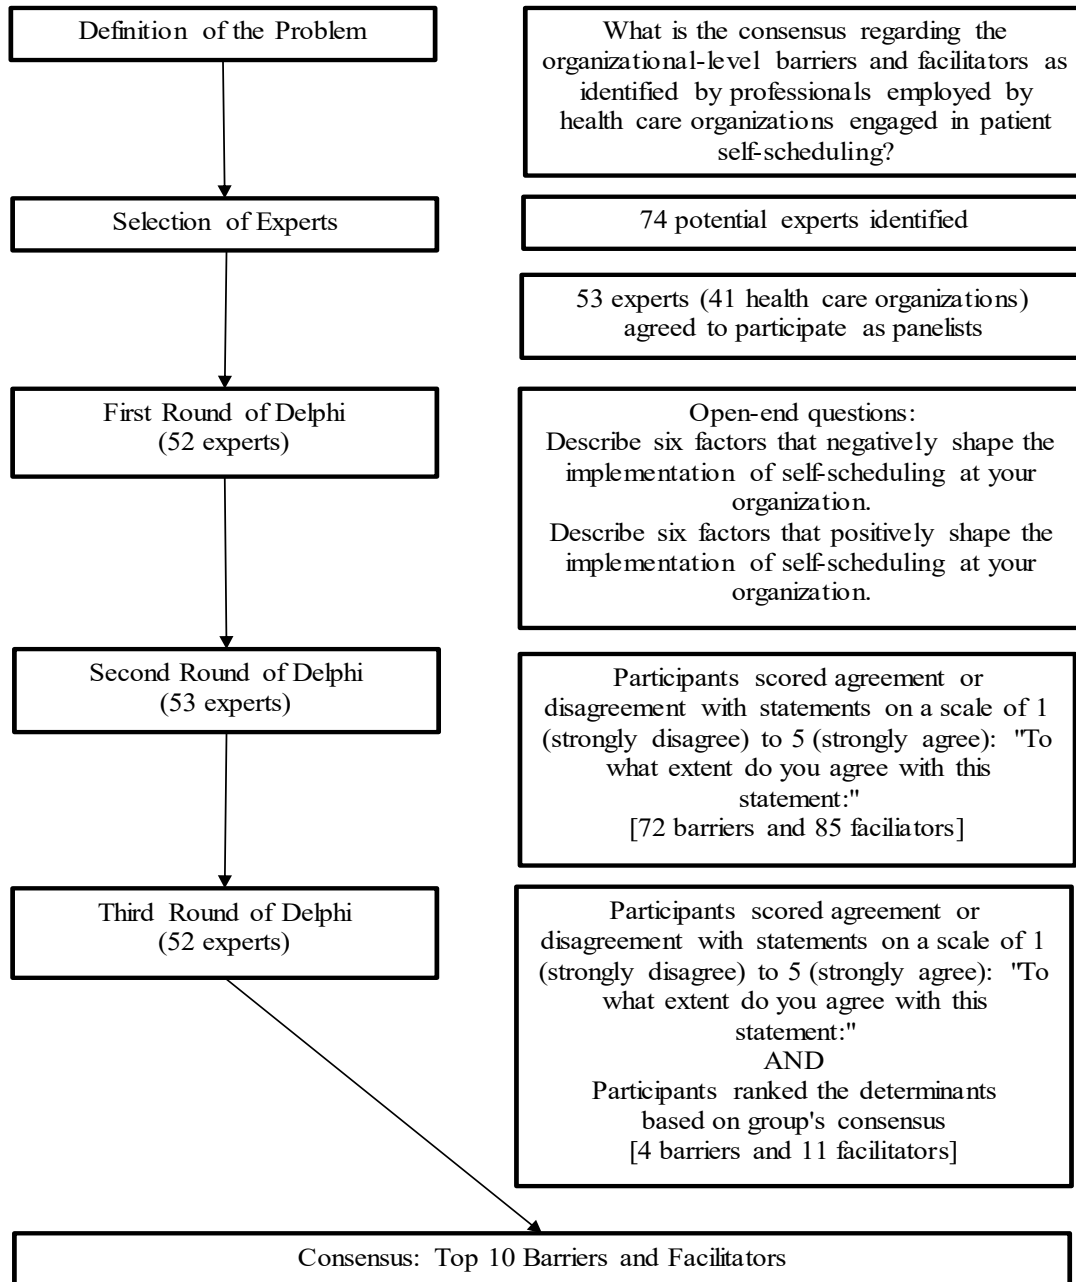 Definition of the Problem
What is the consensus regarding the
organizational-level barriers and facilitators as
identified by professionals employed by
health care organizations engaged in patient
self-scheduling?
Selection of Experts
74 potential experts identified
53 experts (41 health care organizations)
agreed to participate as panelists
First Round of Delphi
(52 experts)
Open-end questions:
Describe six factors that negatively shape the
implementation of self-scheduling at your
organization.
Describe six factors that positively shape the
implementation of self-scheduling at your
organization.
Second Round of Delphi
(53 experts)
Participants scored agreement or
disagreement with statements on a scale of 1
(strongly disagree) to 5 (strongly agree): "To
what extent do you agree with this
statement:"
[72 barriers and 85 faciliators]
Third Round of Delphi
(52 experts)
Participants scored agreement or
disagreement with statements on a scale of 1
(strongly disagree) to 5 (strongly agree): "To
what extent do you agree with this
statement:"
AND
Participants ranked the determinants
based on group's consensus
[4 barriers and 11 facilitators]
Consensus: Top 10 Barriers and Facilitators